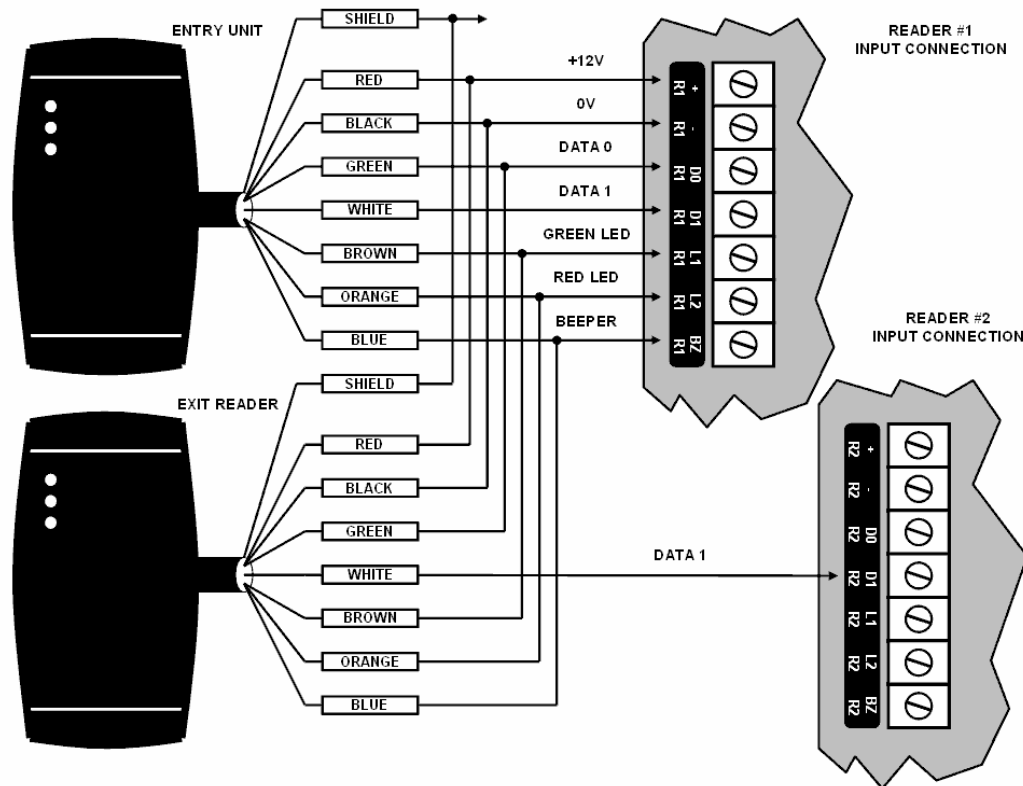 ENTRY UNIT
SHIELD
RED
BLACK
GREEN
WHITE
BROWN
ORANGE
BLUE
+12V
0V
DATA 0
DATA 1
GREEN LED
RED LED
BEEPER
READER #1
INPUT CONNECTION
R1 +
R1 -
R1 D0
R1 D1
R1 L1
R1 L2
R1 BZ
EXIT READER
SHIELD
RED
BLACK
GREEN
WHITE
BROWN
ORANGE
BLUE
DATA 1
READER #2
INPUT CONNECTION
R2 +
R2 -
R2 D0
R2 D1
R2 L1
R2 L2
R2 BZ